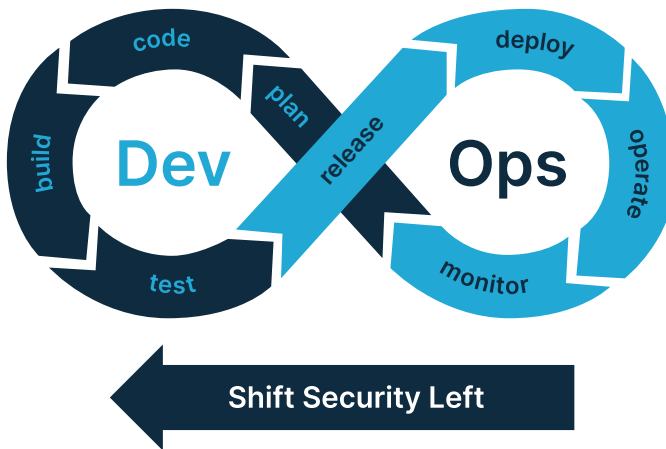 code
plan
build
Dev
test
release
deploy
operate
Ops
monitor
Shift Security Left